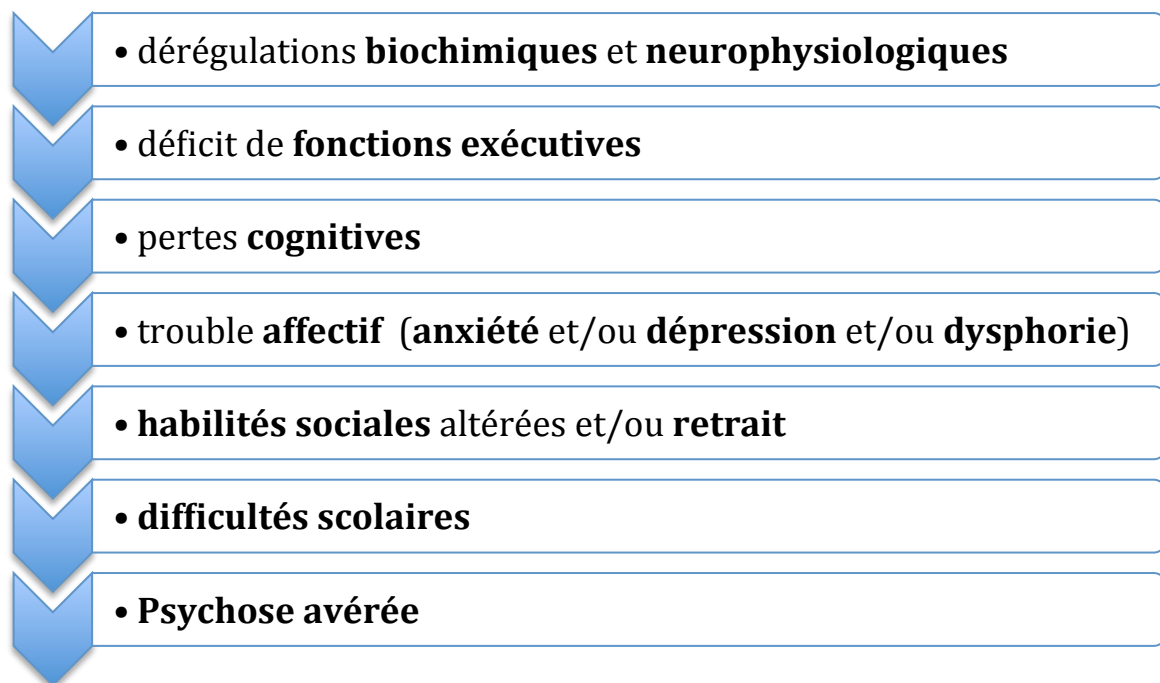 • dérégulations biochimiques et neurophysiologiques
• déficit de fonctions exécutives
• pertes cognitives
• trouble affectif (anxiété et/ou dépression et/ou dysphorie)
• habilités sociales altérées et/ou retrait
• difficultés scolaires
• Psychose avérée